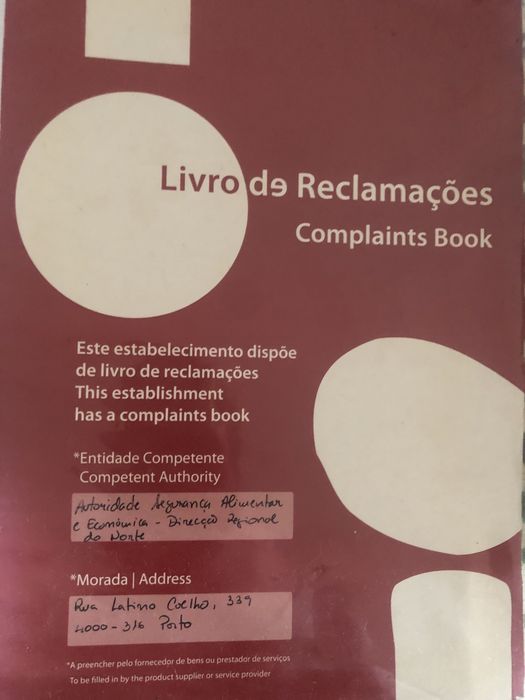 Livro de Reclamações
Complaints Book
Este estabelecimento dispõe
de livro de reclamações
This establishment
has a complaints book
*Entidade Competente
Competent Authority
Autoridade Segurança Alimentar
e Económica - Direcção Regional
do Norte
*Morada | Address
Rua Latino Coelho, 339
4000-316 Porto
*A preencher pelo fornecedor de bens ou prestador de serviços
To be filled in by the product supplier or service provider